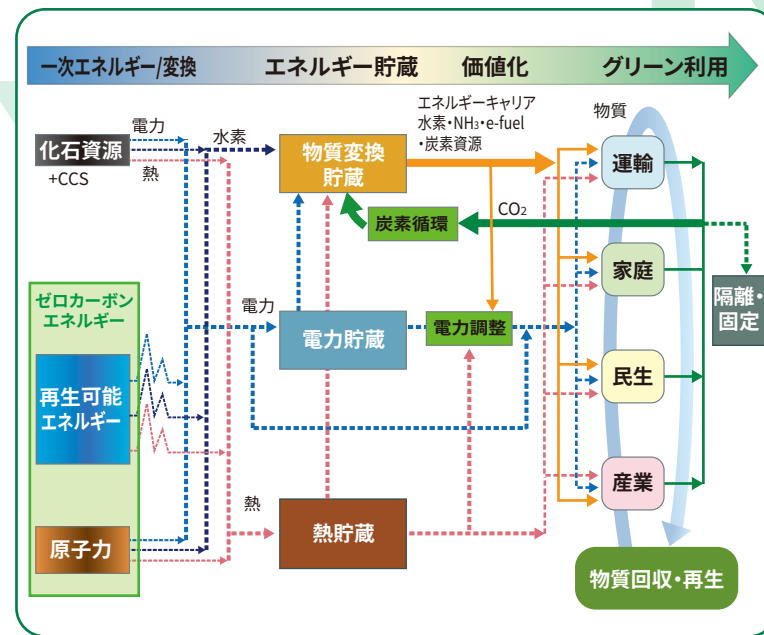 一次エネルギー/変換
エネルギー貯蔵
価値化
グリーン利用
エネルギーキャリア
水素・NH₃・e-fuel
・炭素資源
物質
電力
水素
化石資源
+CCS
熱
物質変換
貯蔵
運輸
炭素循環
CO₂
家庭
隔離・
固定
ゼロカーボン
エネルギー
電力
電力貯蔵
電力調整
再生可能
エネルギー
民生
熱
産業
原子力
熱貯蔵
物質回収・再生